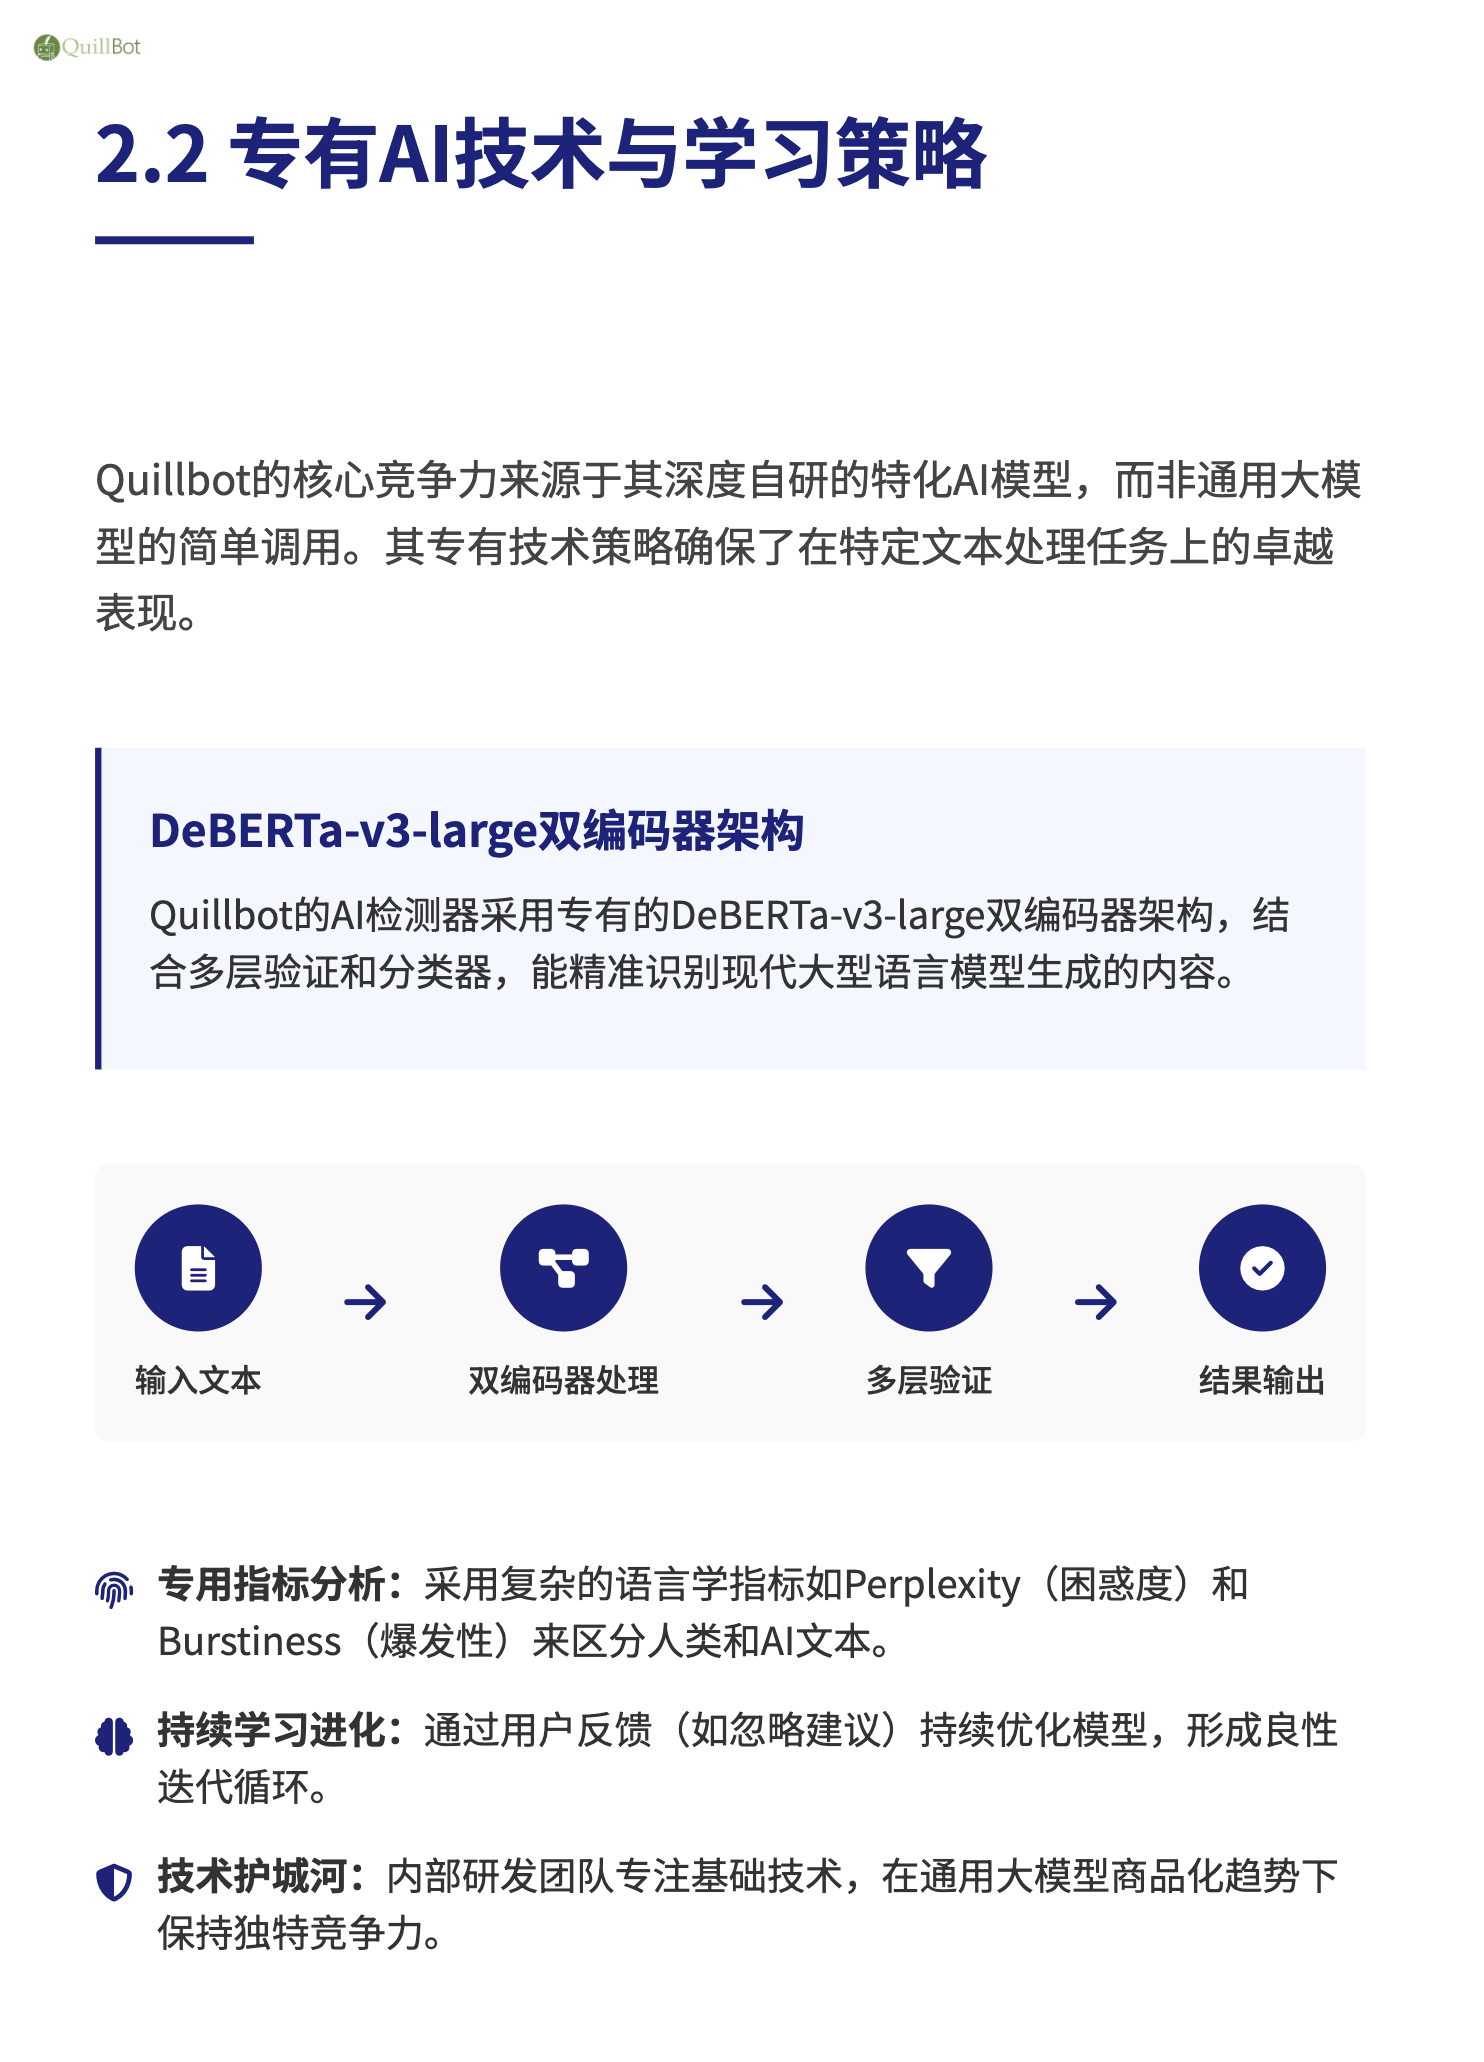 QuillBot
2.2 专有AI技术与学习策略
Quillbot的核心竞争力来源于其深度自研的特化AI模型，而非通用大模
型的简单调用。其专有技术策略确保了在特定文本处理任务上的卓越
表现。
DeBERTa-v3-large双编码器架构
Quillbot的AI检测器采用专有的DeBERTa-v3-large双编码器架构，结
合多层验证和分类器，能精准识别现代大型语言模型生成的内容。
输入文本
双编码器处理
多层验证
结果输出
专用指标分析：采用复杂的语言学指标如Perplexity（困惑度）和
Burstiness（爆发性）来区分人类和AI文本。
持续学习进化：通过用户反馈（如忽略建议）持续优化模型，形成良性
迭代循环。
技术护城河：内部研发团队专注基础技术，在通用大模型商品化趋势下
保持独特竞争力。